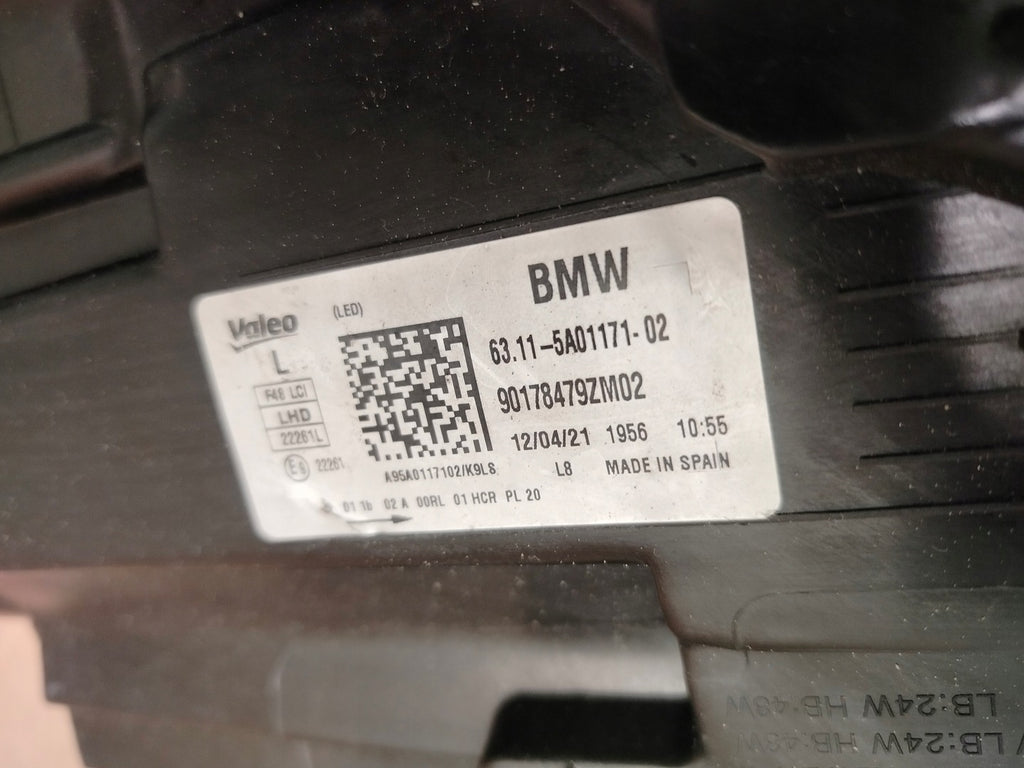 BMW
Valeo (LED)
63.11-5A01171-02
L
90178479ZM02
F48 LCI
LHD
22261L
12/04/21 1956 10:55
22261
A95A0117102/K9L8
L8 MADE IN SPAIN
01 1b 02 A 00RL 01 HCR PL 20
LB:24W HB:48W
LB:24W HB:48W